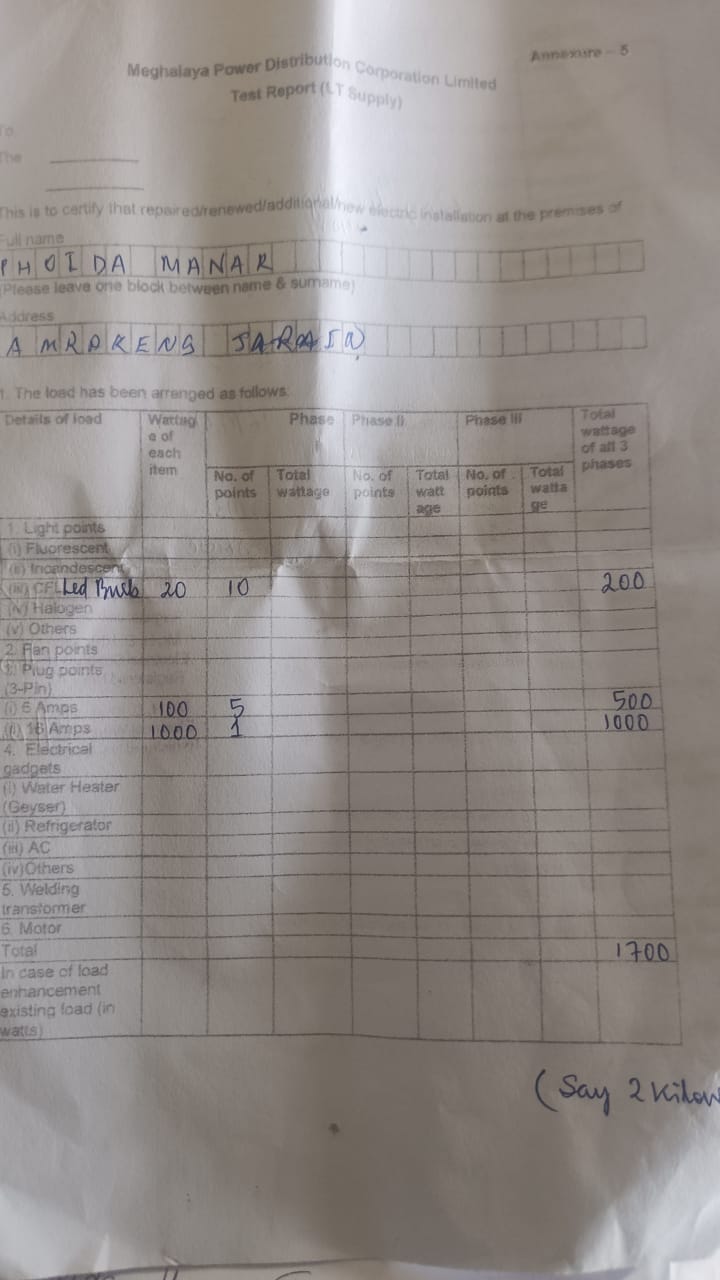 Annexure - 5
Meghalaya Power Distribution Corporation Limited
Test Report (LT Supply)
To
The
This is to certify that repaired/renewed/additional/new electric installation at the premises of
Full name
PHOIDA MANAR
(Please leave one block between name & surname)
Address
AMROKENG
1. The load has been arranged as follows:
Details of load Wattag e of each item Phase Phase II Phase III Total wattage of all 3 phases
No. of points Total wattage No. of points Total watt age No. of points Total watta ge
1. Light points
(i) Fluorescent
(ii) Incandescent
(iii) CFL Led Bulb 20 10 200
(iv) Halogen
(v) Others
2. Fan points
3. Plug points
(3-Pin)
(i) 5 Amps 100 5 500
(ii) 15 Amps 1000 1 1000
4. Electrical
gadgets
(i) Water Heater
(Geyser)
(ii) Refrigerator
(iii) AC
(iv) Others
5. Welding
transformer
6. Motor
Total 1700
In case of load
enhancement
existing load (in
watts)
(Say 2 Kilow